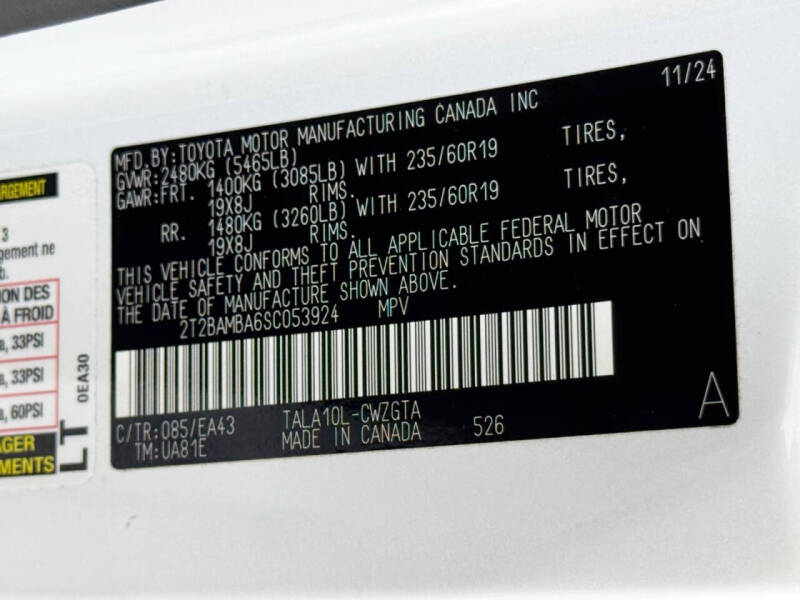 11/24
MFD.BY:TOYOTA MOTOR MANUFACTURING CANADA INC
GVWR:2480KG (5465LB)
GAWR:FRT. 1400KG (3085LB) WITH 235/60R19 TIRES,
19X8J RIMS.
RR. 1480KG (3260LB) WITH 235/60R19 TIRES,
19X8J RIMS.
THIS VEHICLE CONFORMS TO ALL APPLICABLE FEDERAL MOTOR
VEHICLE SAFETY AND THEFT PREVENTION STANDARDS IN EFFECT ON
THE DATE OF MANUFACTURE SHOWN ABOVE.
2T2BAMBA6SC053924 MPV
C/TR:085/EA43 TALA10L-CWZGTA
TM:UA81E MADE IN CANADA 526
A
ARGEMENT
3
gement ne
b.
ION DES
À FROID
a, 33PSI
a, 33PSI
a, 60PSI
AGER
MENTS
0EA30
LT